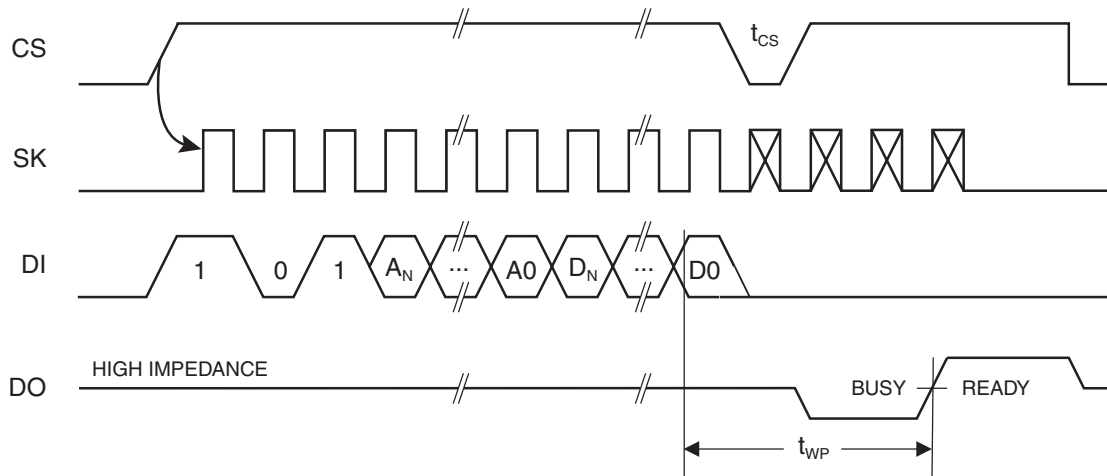 CS
t_CS
SK
DI
1 0 1 A_N ... A0 D_N ... D0
DO
HIGH IMPEDANCE
BUSY READY
t_WP